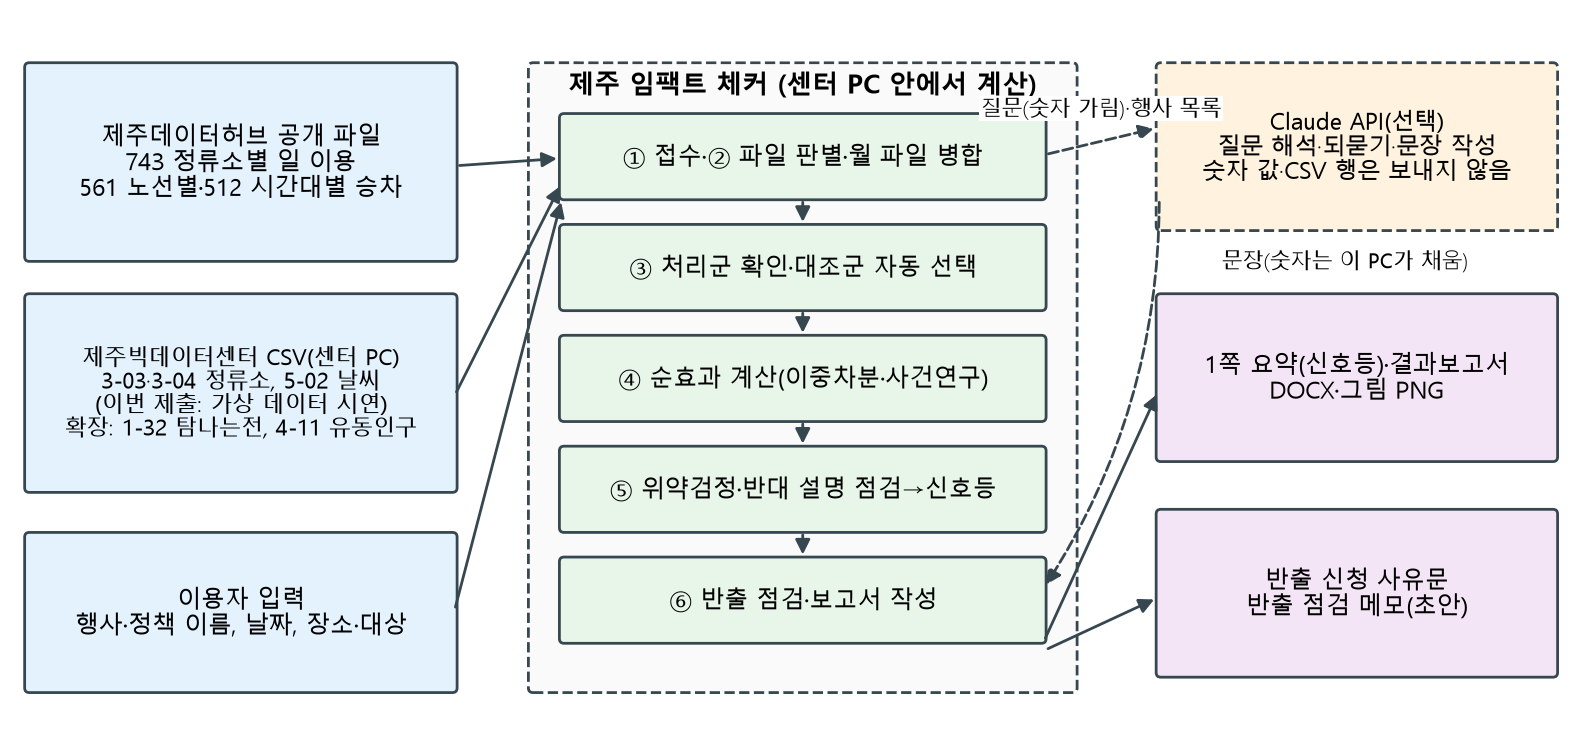 제주데이터허브 공개 파일
743 정류소별 일 이용
561 노선별·512 시간대별 승차
제주빅데이터센터 CSV(센터 PC)
3-03·3-04 정류소, 5-02 날씨
(이번 제출: 가상 데이터 시연)
확장: 1-32 탐나는전, 4-11 유동인구
이용자 입력
행사·정책 이름, 날짜, 장소·대상
제주 임팩트 체커 (센터 PC 안에서 계산)
① 접수·② 파일 판별·월 파일 병합
③ 처리군 확인·대조군 자동 선택
④ 순효과 계산(이중차분·사건연구)
⑤ 위약검정·반대 설명 점검→신호등
⑥ 반출 점검·보고서 작성
질문(숫자 가림)·행사 목록
Claude API(선택)
질문 해석·되묻기·문장 작성
숫자 값·CSV 행은 보내지 않음
문장(숫자는 이 PC가 채움)
1쪽 요약(신호등)·결과보고서
DOCX·그림 PNG
반출 신청 사유문
반출 점검 메모(초안)